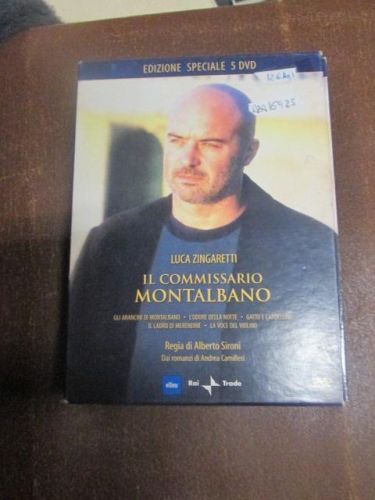 EDIZIONE SPECIALE 5 DVD
LUCA ZINGARETTI
IL COMMISSARIO
MONTALBANO
GLI ARANCINI DI MONTALBANO • L'ODORE DELLA NOTTE • GATTO E CARDELLINO
IL LADRO DI MERENDINE • LA VOCE DEL VIOLINO
Regia di Alberto Sironi
Dai romanzi di Andrea Camilleri
elleu Rai Trade